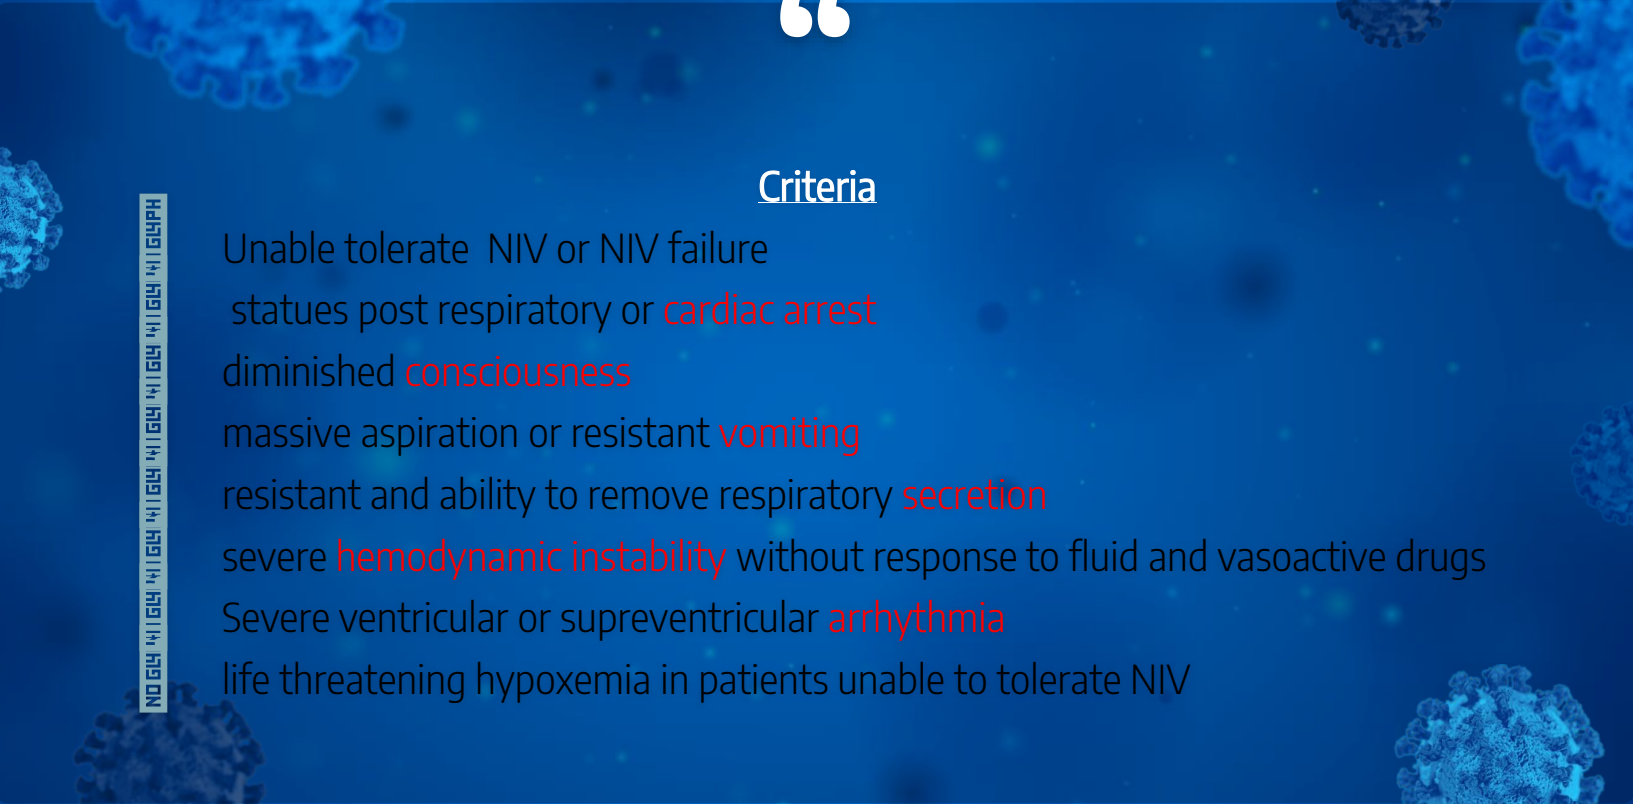 “
Criteria
Unable tolerate  NIV or NIV failure
statues post respiratory or cardiac arrest
diminished consciousness
massive aspiration or resistant vomiting
resistant and ability to remove respiratory secretion
severe hemodynamic instability without response to fluid and vasoactive drugs
Severe ventricular or supreventricular arrhythmia
life threatening hypoxemia in patients unable to tolerate NIV